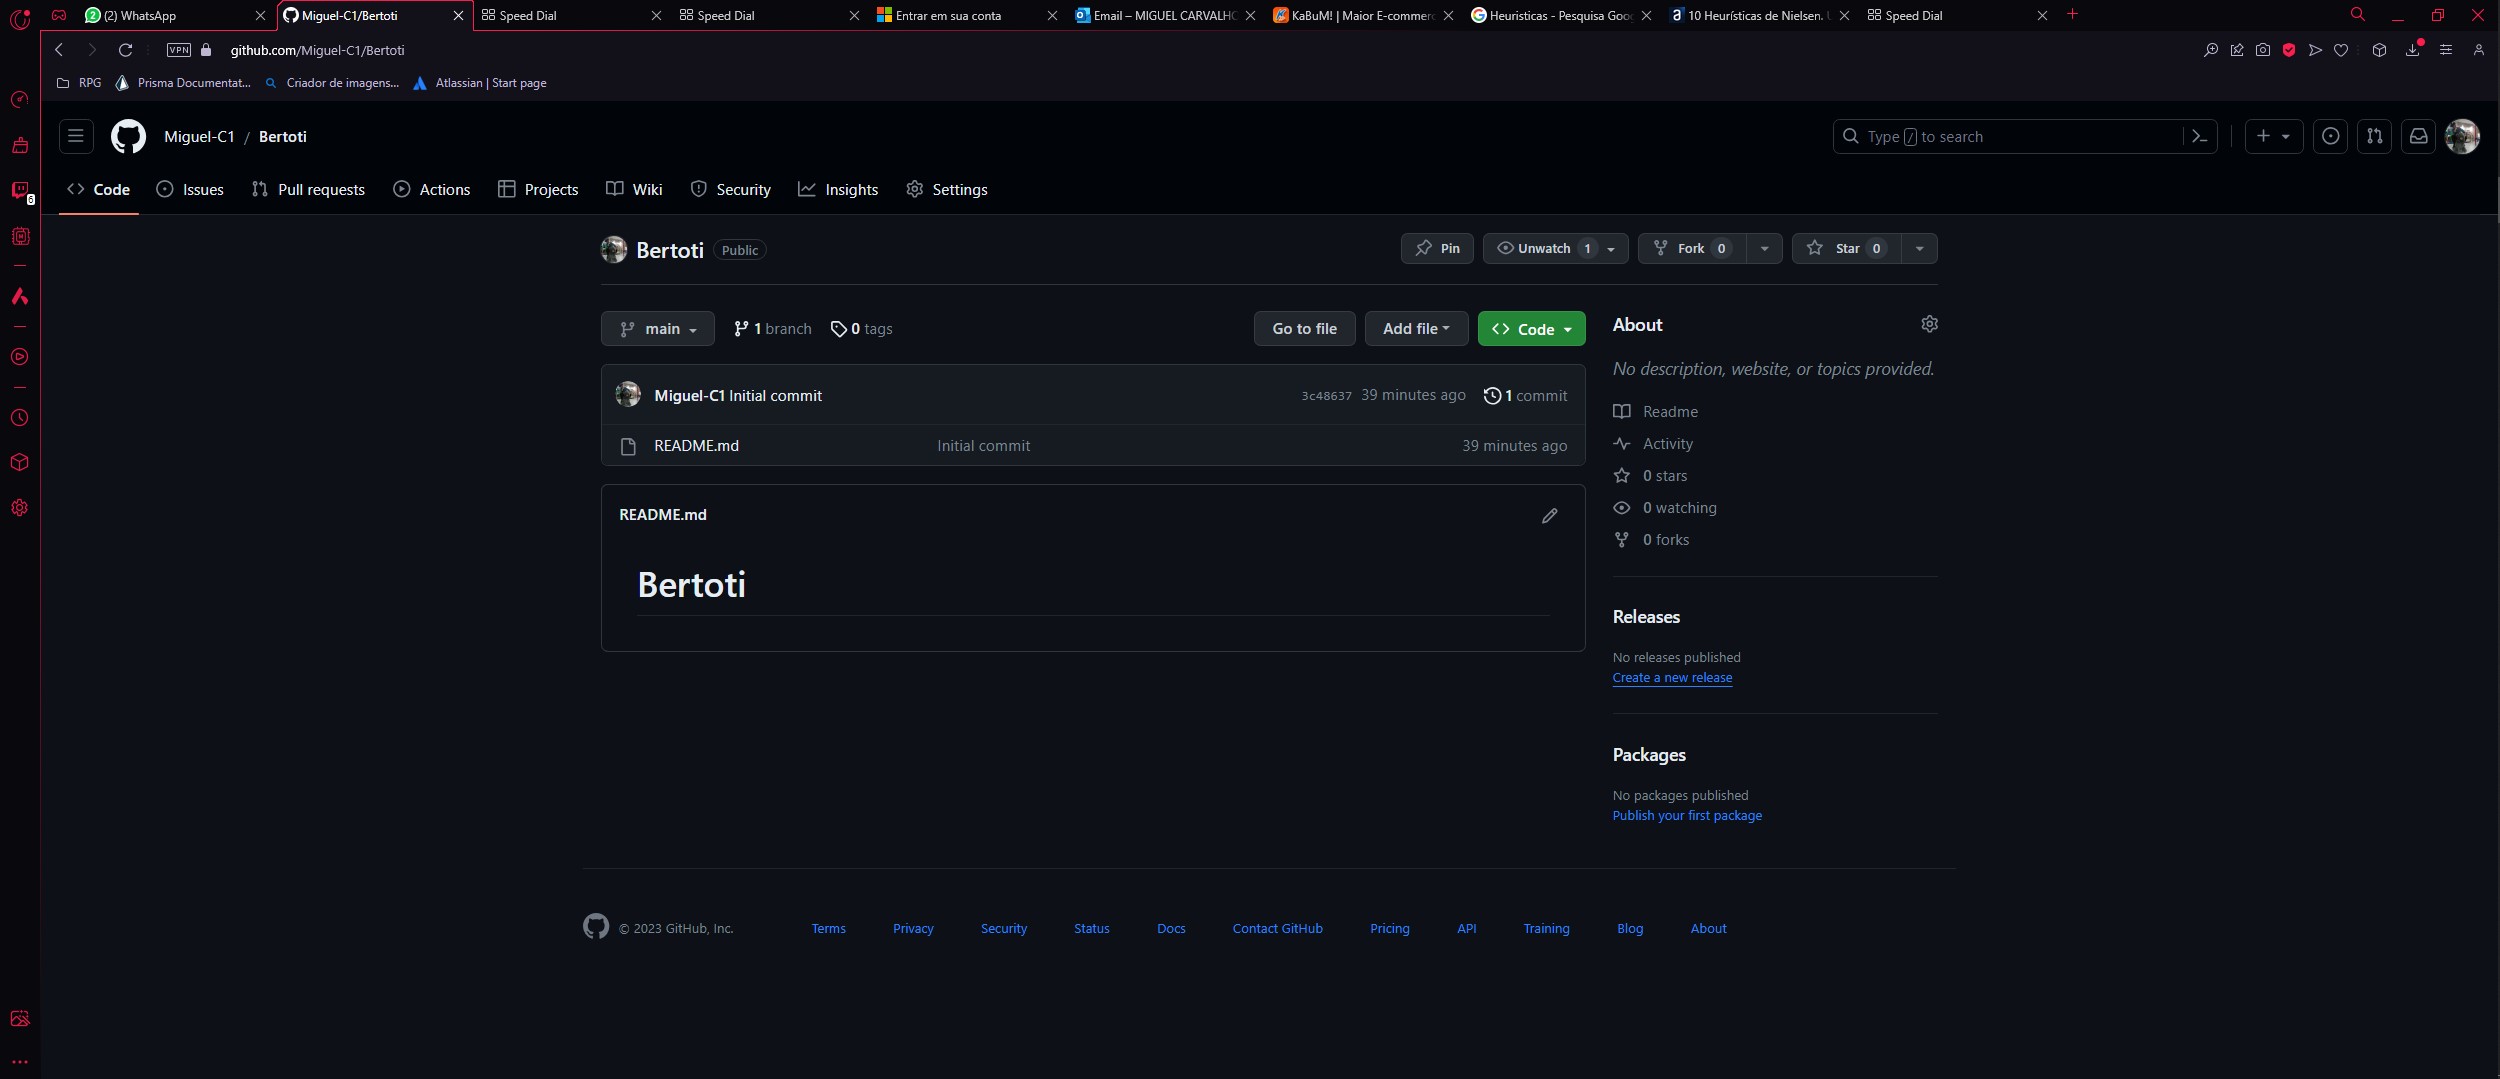 (2) WhatsApp
Miguel-C1/Bertoti
Speed Dial
Speed Dial
Entrar em sua conta
Email – MIGUEL CARVALHO
KaBuM! | Maior E-commerc
Heuristicas - Pesquisa Goog
10 Heurísticas de Nielsen.
Speed Dial
VPN
github.com/Miguel-C1/Bertoti
RPG
Prisma Documentat...
Criador de imagens...
Atlassian | Start page
Miguel-C1 / Bertoti
Type / to search
Code
Issues
Pull requests
Actions
Projects
Wiki
Security
Insights
Settings
6
Bertoti Public
Pin
Unwatch 1
Fork 0
Star 0
main
1 branch
0 tags
Go to file
Add file
Code
Miguel-C1 Initial commit
3c48637 39 minutes ago
1 commit
README.md
Initial commit
39 minutes ago
README.md
Bertoti
About
No description, website, or topics provided.
Readme
Activity
0 stars
0 watching
0 forks
Releases
No releases published
Create a new release
Packages
No packages published
Publish your first package
© 2023 GitHub, Inc.
Terms
Privacy
Security
Status
Docs
Contact GitHub
Pricing
API
Training
Blog
About